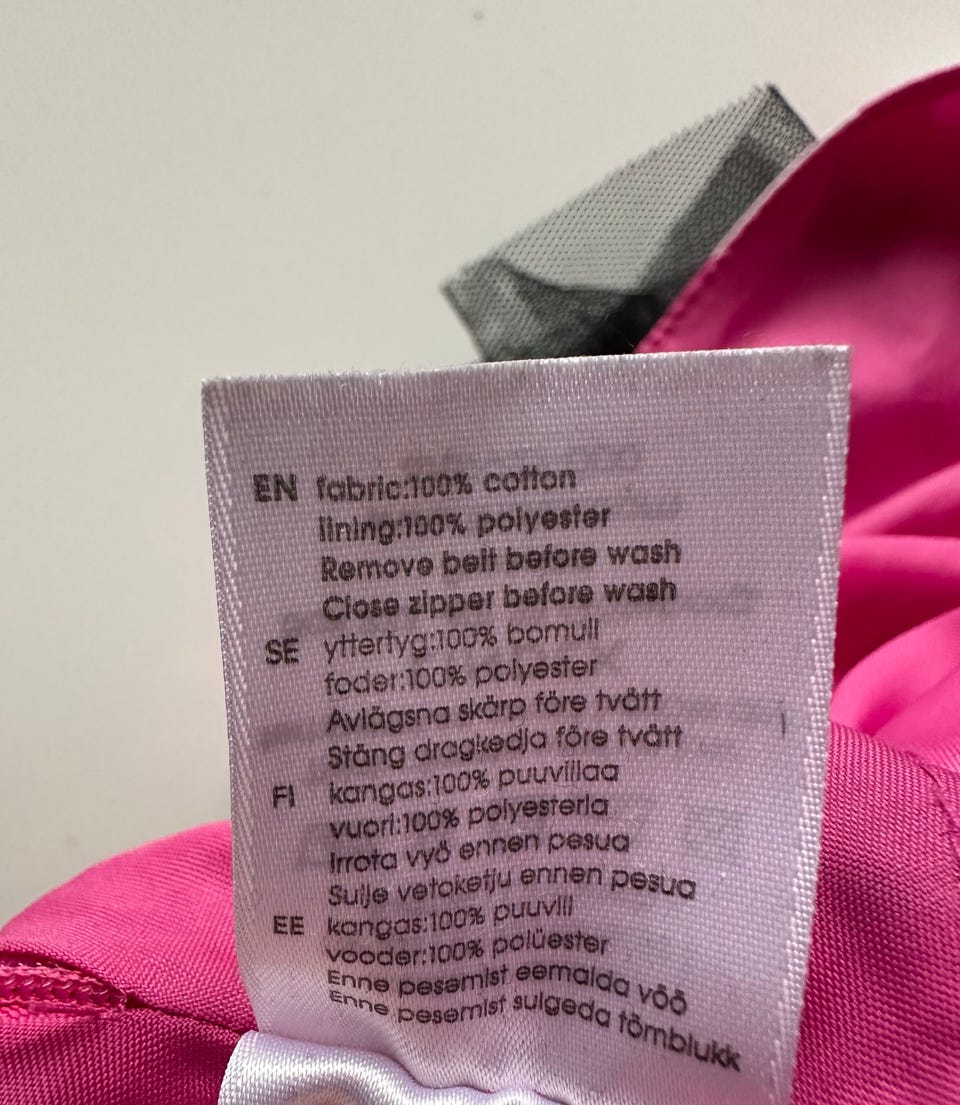 EN fabric:100% cotton
lining:100% polyester
Remove belt before wash
Close zipper before wash
SE yttertyg:100% bomull
foder:100% polyester
Avlägsna skärp före tvätt
Stäng dragkedja före tvätt
FI kangas:100% puuvillaa
vuori:100% polyesteria
Irrota vyö ennen pesua
Sulje vetoketju ennen pesua
EE kangas:100% puuvill
vooder:100% polüester
Enne pesemist eemalda vöö
Enne pesemist sulgeda tõmblukk